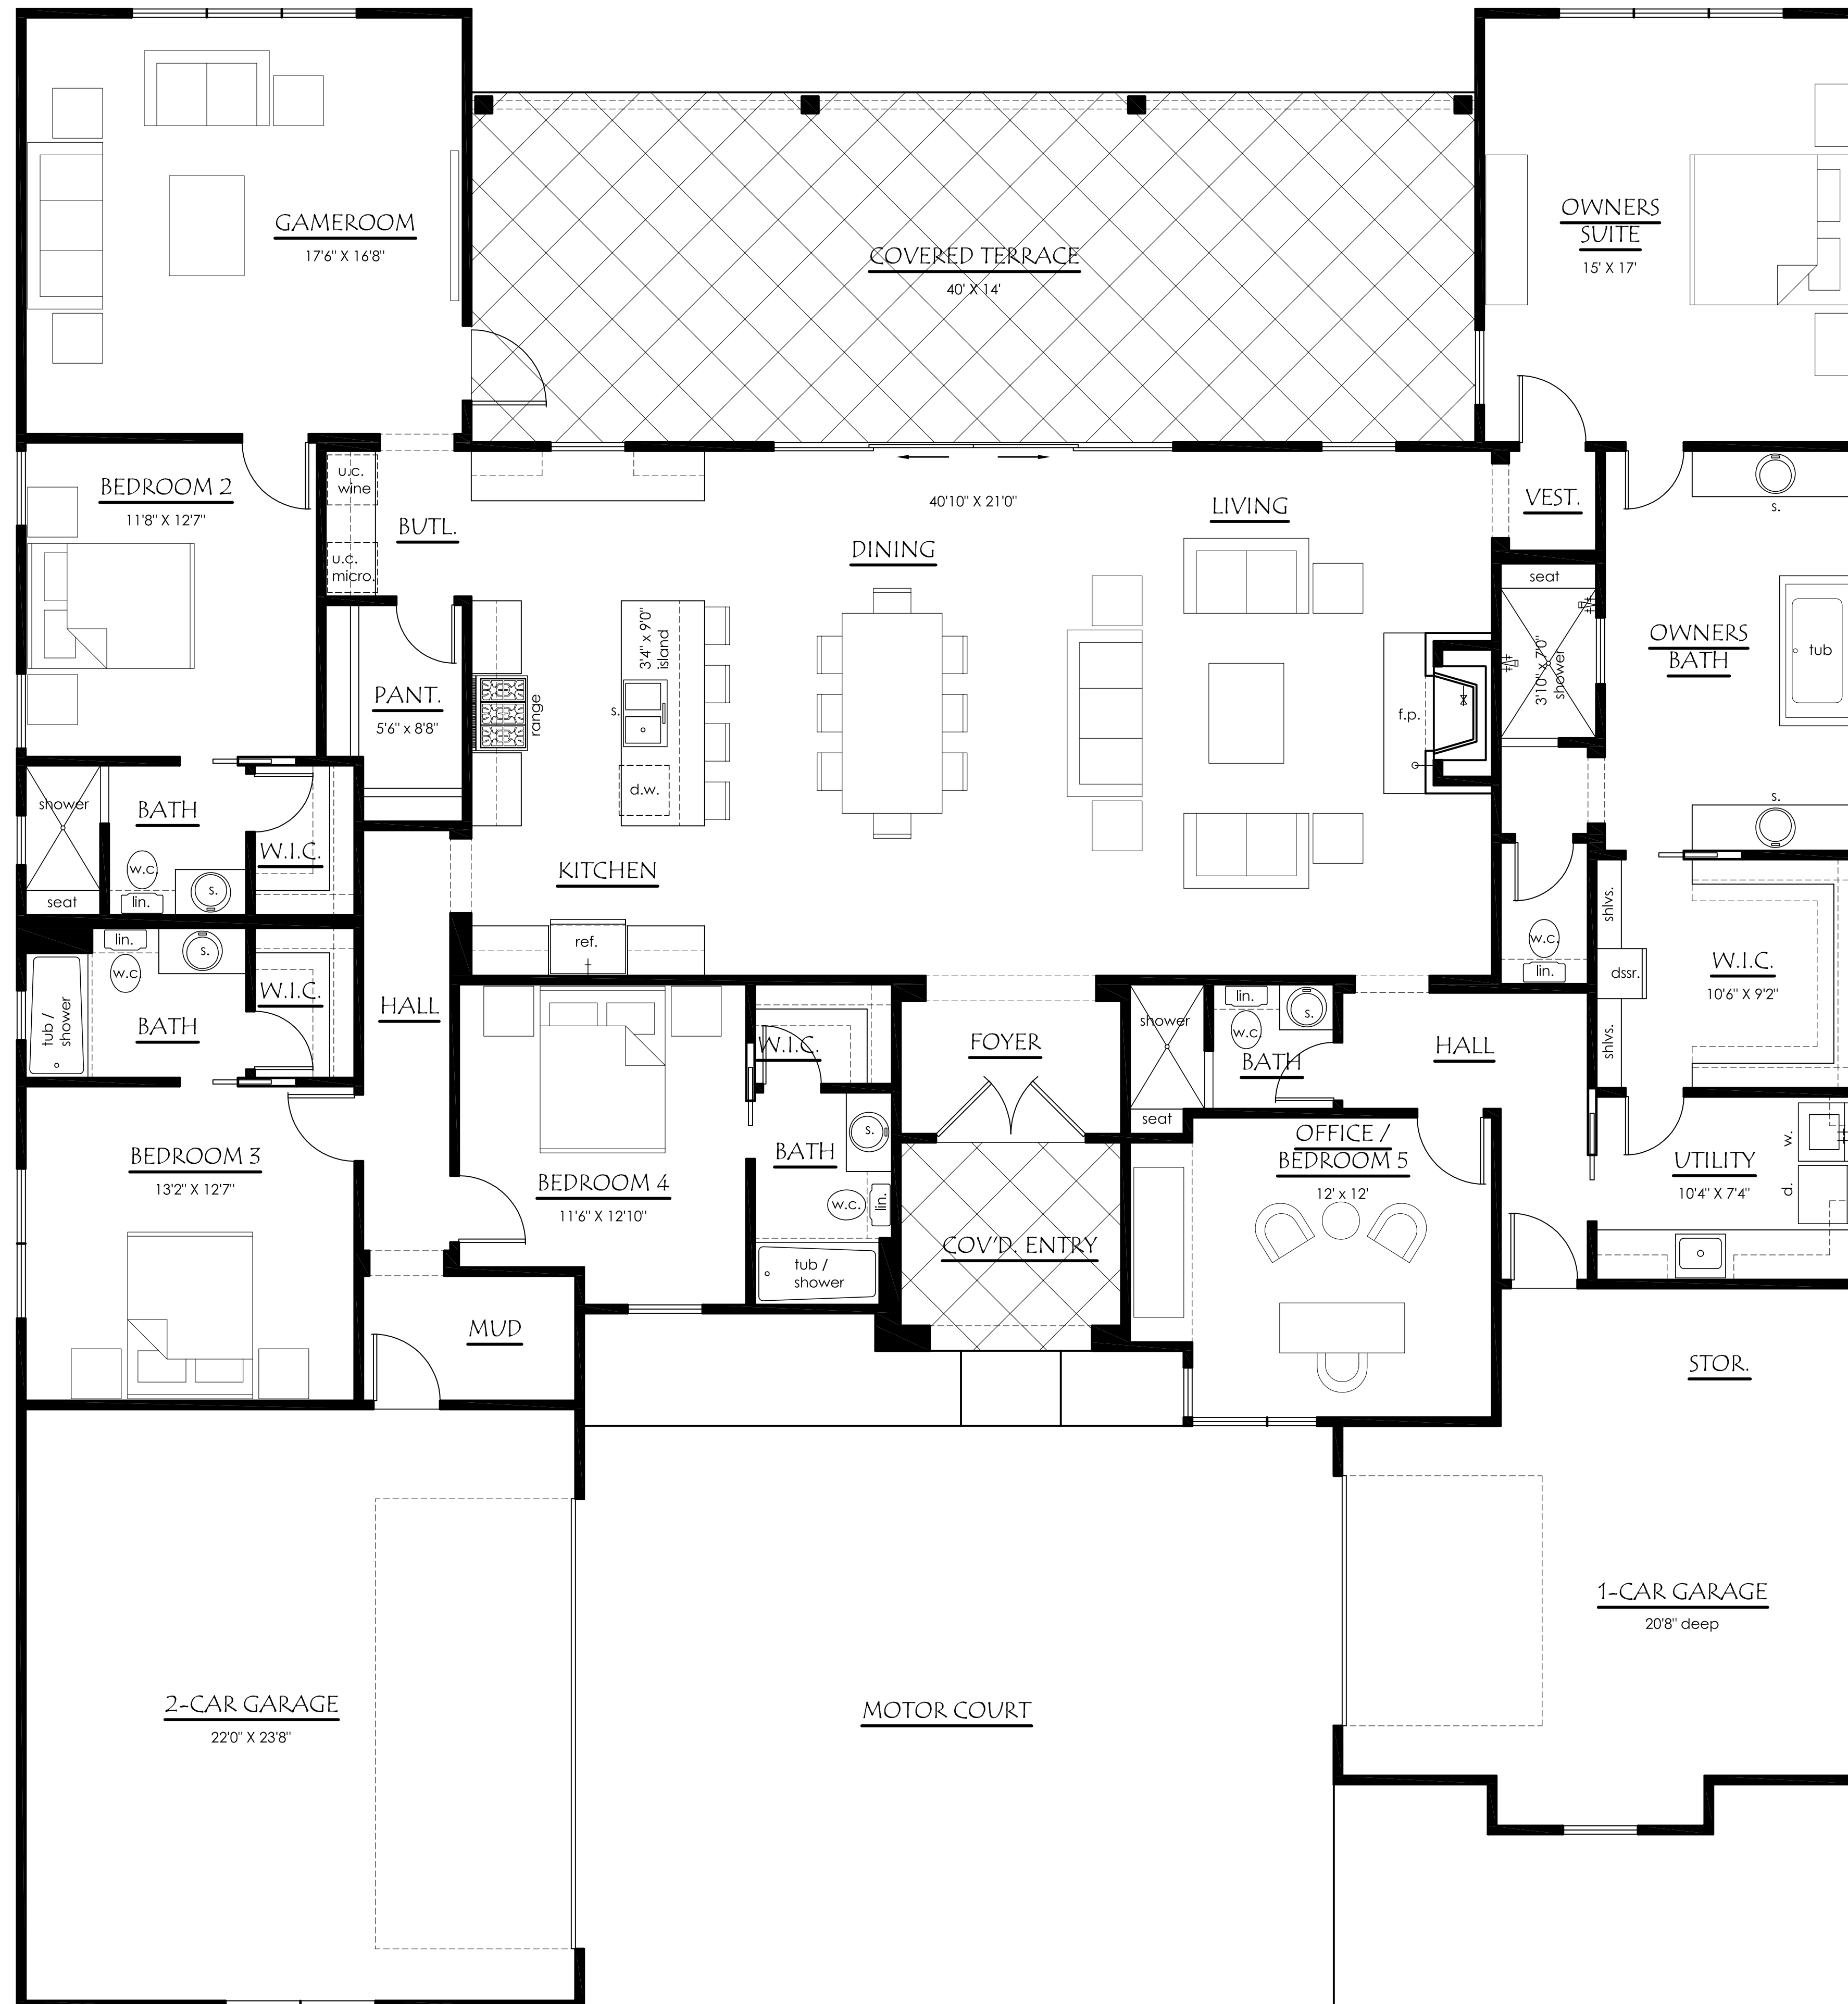 GAMEROOM
17'6" X 16'8"
COVERED TERRACE
40' X 14'
OWNERS
SUITE
15' X 17'
BEDROOM 2
11'8" X 12'7"
u.c.
wine
BUTL.
u.c.
micro.
40'10" X 21'0"
LIVING
DINING
VEST.
s.
seat
3'10" x 7'0"
shower
OWNERS
BATH
tub
PANT.
5'6" x 8'8"
range
3'4" x 9'0"
island
s.
d.w.
f.p.
s.
shower
BATH
W.I.C.
w.c.
s.
seat
lin.
KITCHEN
ref.
w.c.
lin.
shlvs.
dssr.
shlvs.
W.I.C.
10'6" X 9'2"
lin.
s.
w.c.
W.I.C.
tub /
shower
BATH
HALL
W.I.C.
FOYER
shower
lin.
s.
w.c.
BATH
HALL
seat
BEDROOM 3
13'2" X 12'7"
BEDROOM 4
11'6" X 12'10"
BATH
s.
w.c.
lin.
tub /
shower
COV'D. ENTRY
OFFICE /
BEDROOM 5
12' x 12'
UTILITY
10'4" X 7'4"
w.
d.
MUD
STOR.
1-CAR GARAGE
20'8" deep
2-CAR GARAGE
22'0" X 23'8"
MOTOR COURT